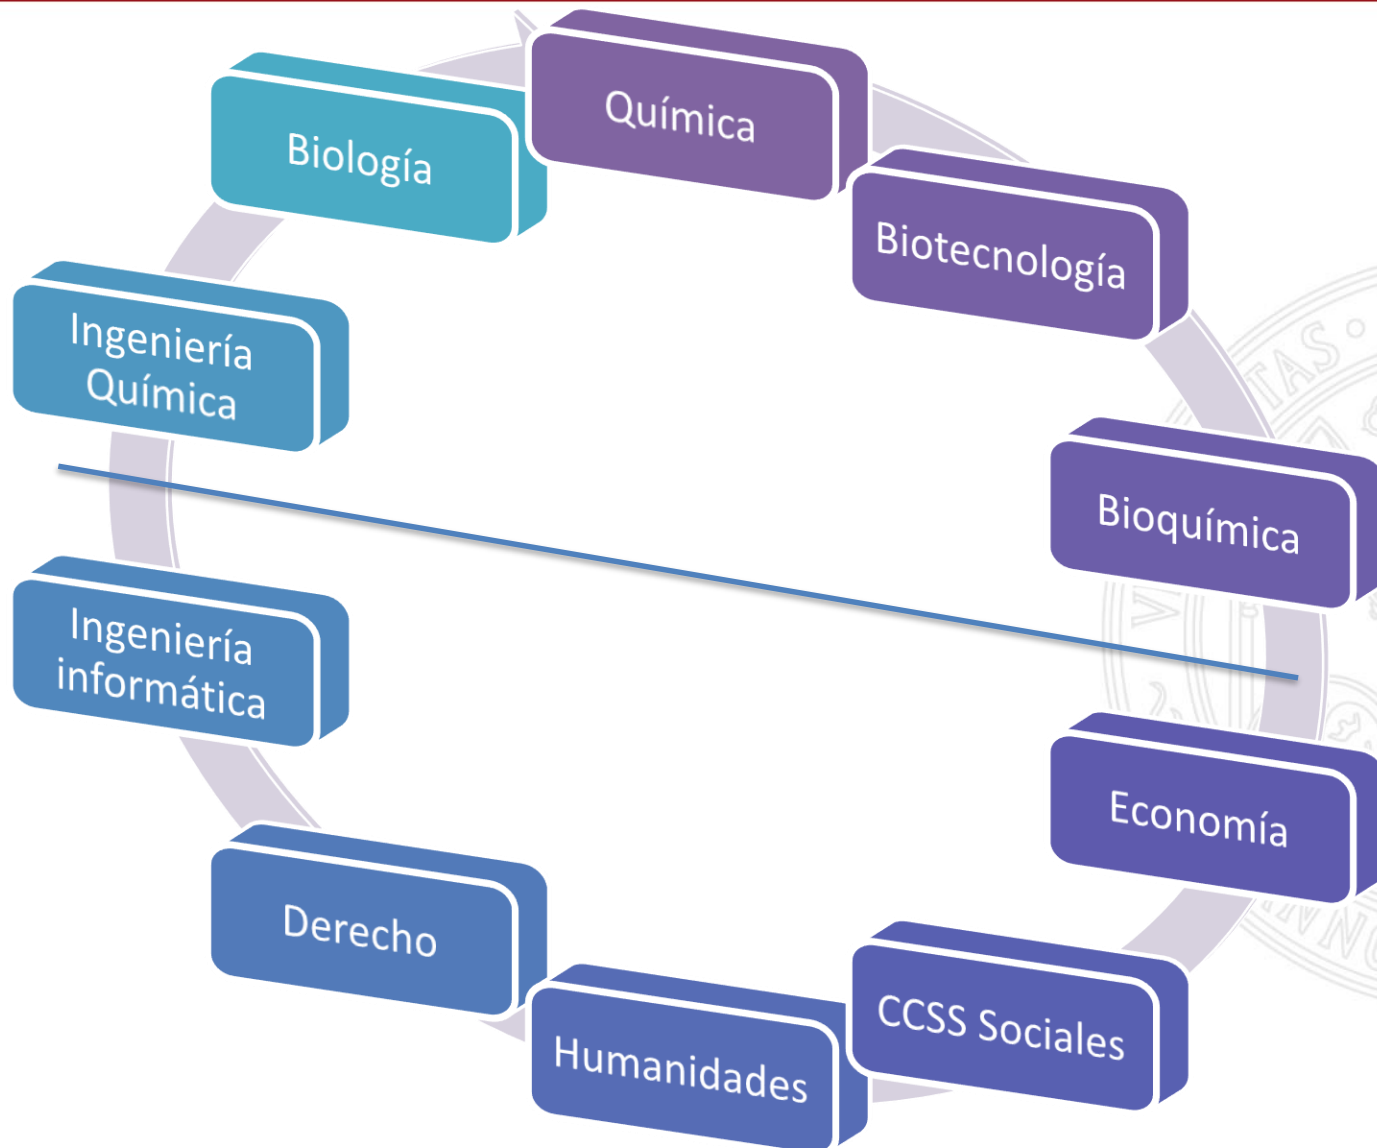 Química
Biología
Biotecnología
Ingeniería
Química
Bioquímica
Ingeniería
informática
Economía
Derecho
CCSS Sociales
Humanidades